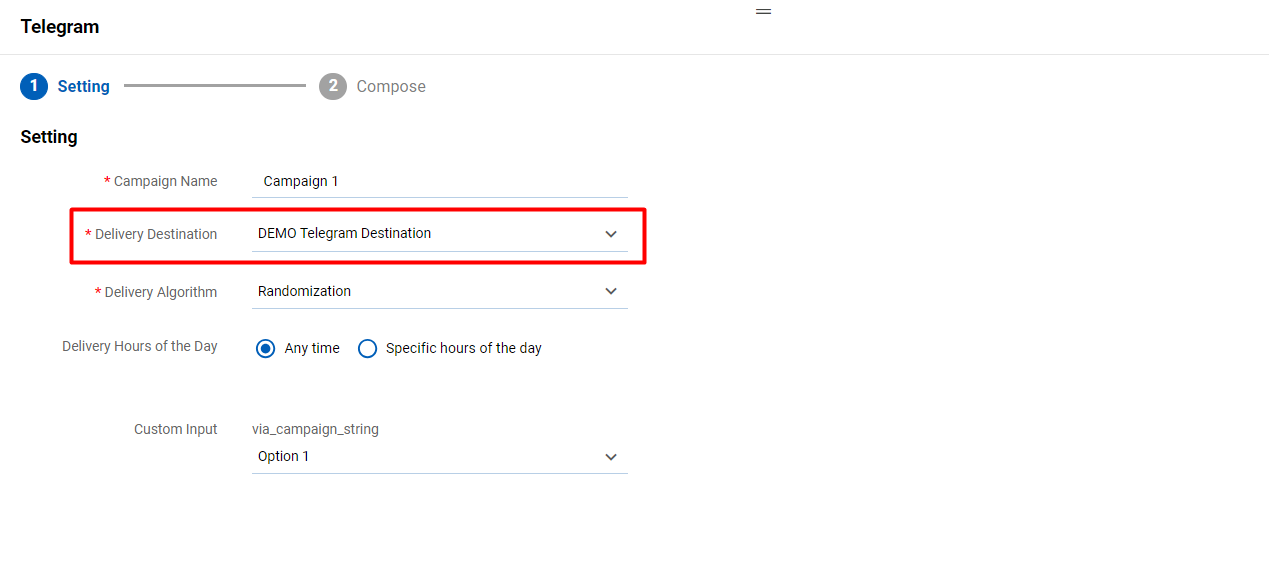 Telegram
1 Setting 2 Compose
Setting
* Campaign Name Campaign 1
* Delivery Destination DEMO Telegram Destination
* Delivery Algorithm Randomization
Delivery Hours of the Day Any time Specific hours of the day
Custom Input via_campaign_string
Option 1